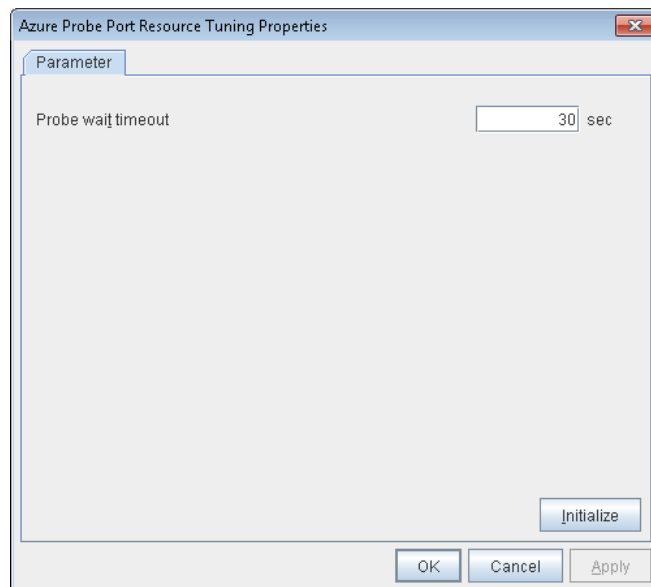 Azure Probe Port Resource Tuning Properties
Parameter
Probe wait timeout 30 sec
Initialize
OK Cancel Apply